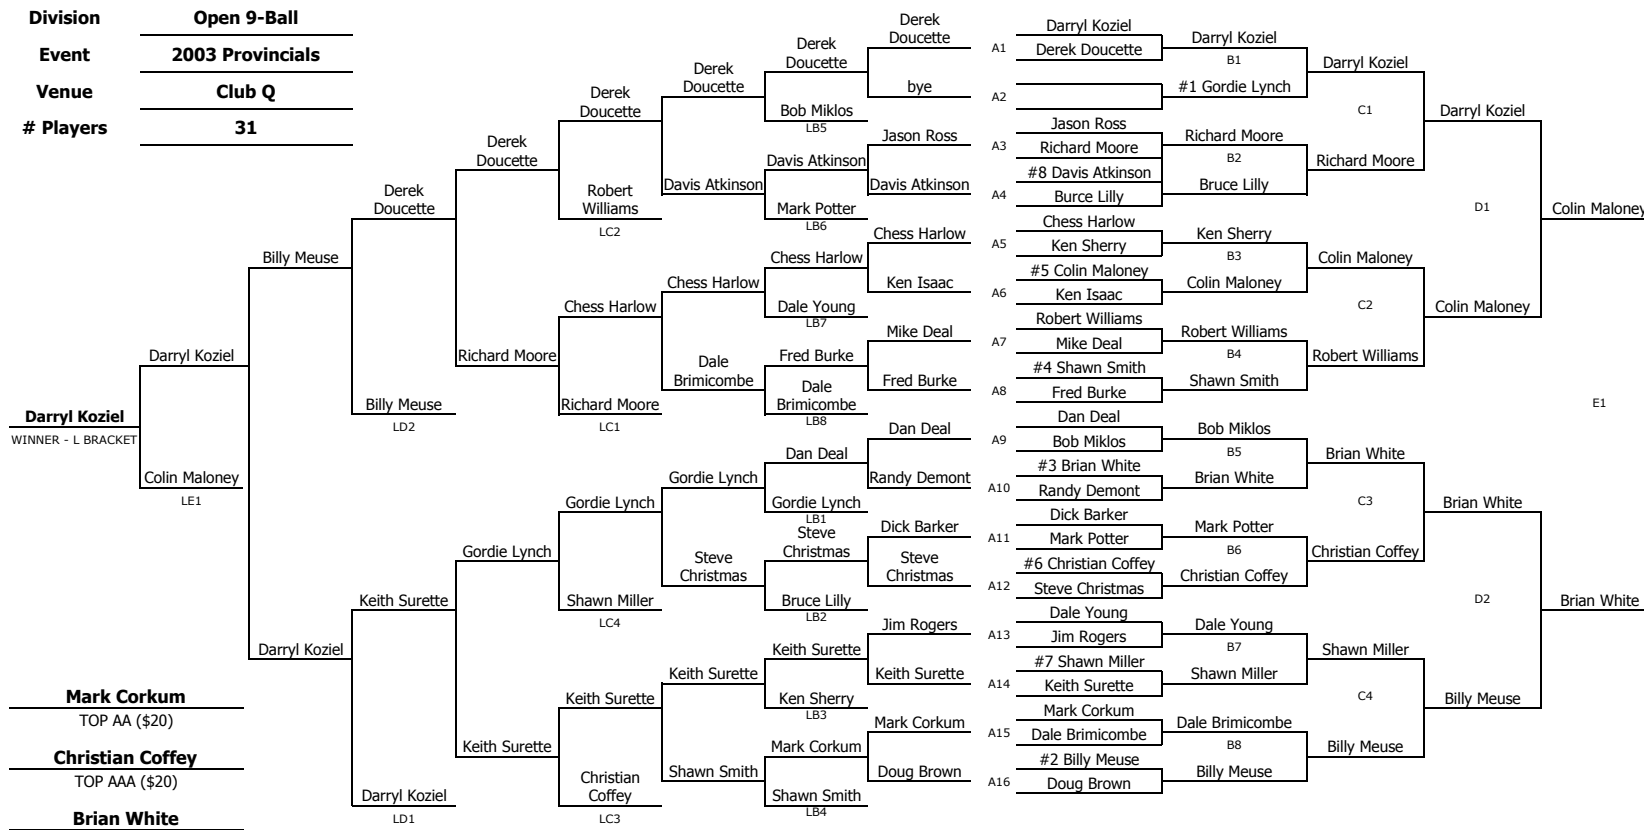 Division Open 9-Ball
Event 2003 Provincials
Venue Club Q
# Players 31
Darryl Koziel
WINNER - L BRACKET
Darryl Koziel
Colin Maloney
LE1
Billy Meuse
Darryl Koziel
Derek
Doucette
Billy Meuse
LD2
Keith Surette
Darryl Koziel
LD1
Derek
Doucette
Richard Moore
Gordie Lynch
Keith Surette
Derek
Doucette
Robert
Williams
LC2
Chess Harlow
Richard Moore
LC1
Gordie Lynch
Shawn Miller
LC4
Keith Surette
Christian
Coffey
LC3
Derek
Doucette
Davis Atkinson
Chess Harlow
Dale
Brimicombe
Gordie Lynch
Steve
Christmas
Keith Surette
Shawn Smith
Derek
Doucette
Bob Miklos
LB5
Davis Atkinson
Mark Potter
LB6
Chess Harlow
Dale Young
LB7
Fred Burke
Dale
Brimicombe
LB8
Dan Deal
Gordie Lynch
LB1
Steve
Christmas
Bruce Lilly
LB2
Keith Surette
Ken Sherry
LB3
Mark Corkum
Shawn Smith
LB4
Derek
Doucette
bye
Jason Ross
Davis Atkinson
Chess Harlow
Ken Isaac
Mike Deal
Fred Burke
Dan Deal
Randy Demont
Dick Barker
Steve
Christmas
Jim Rogers
Keith Surette
Mark Corkum
Doug Brown
A1
A2
A3
A4
A5
A6
A7
A8
A9
A10
A11
A12
A13
A14
A15
A16
Darryl Koziel
Derek Doucette
Jason Ross
Richard Moore
#8 Davis Atkinson
Burce Lilly
Chess Harlow
Ken Sherry
#5 Colin Maloney
Ken Isaac
Robert Williams
Mike Deal
#4 Shawn Smith
Fred Burke
Dan Deal
Bob Miklos
#3 Brian White
Randy Demont
Dick Barker
Mark Potter
#6 Christian Coffey
Steve Christmas
Dale Young
Jim Rogers
#7 Shawn Miller
Keith Surette
Mark Corkum
Dale Brimicombe
#2 Billy Meuse
Doug Brown
Darryl Koziel
B1
#1 Gordie Lynch
Richard Moore
B2
Bruce Lilly
Ken Sherry
B3
Colin Maloney
Robert Williams
B4
Shawn Smith
Bob Miklos
B5
Brian White
Mark Potter
B6
Christian Coffey
Dale Young
B7
Shawn Miller
Dale Brimicombe
B8
Billy Meuse
Darryl Koziel
C1
Richard Moore
Colin Maloney
C2
Robert Williams
Brian White
C3
Christian Coffey
Shawn Miller
C4
Billy Meuse
Darryl Koziel
D1
Colin Maloney
Brian White
D2
Billy Meuse
Colin Maloney
E1
Brian White
Mark Corkum
TOP AA ($20)
Christian Coffey
TOP AAA ($20)
Brian White